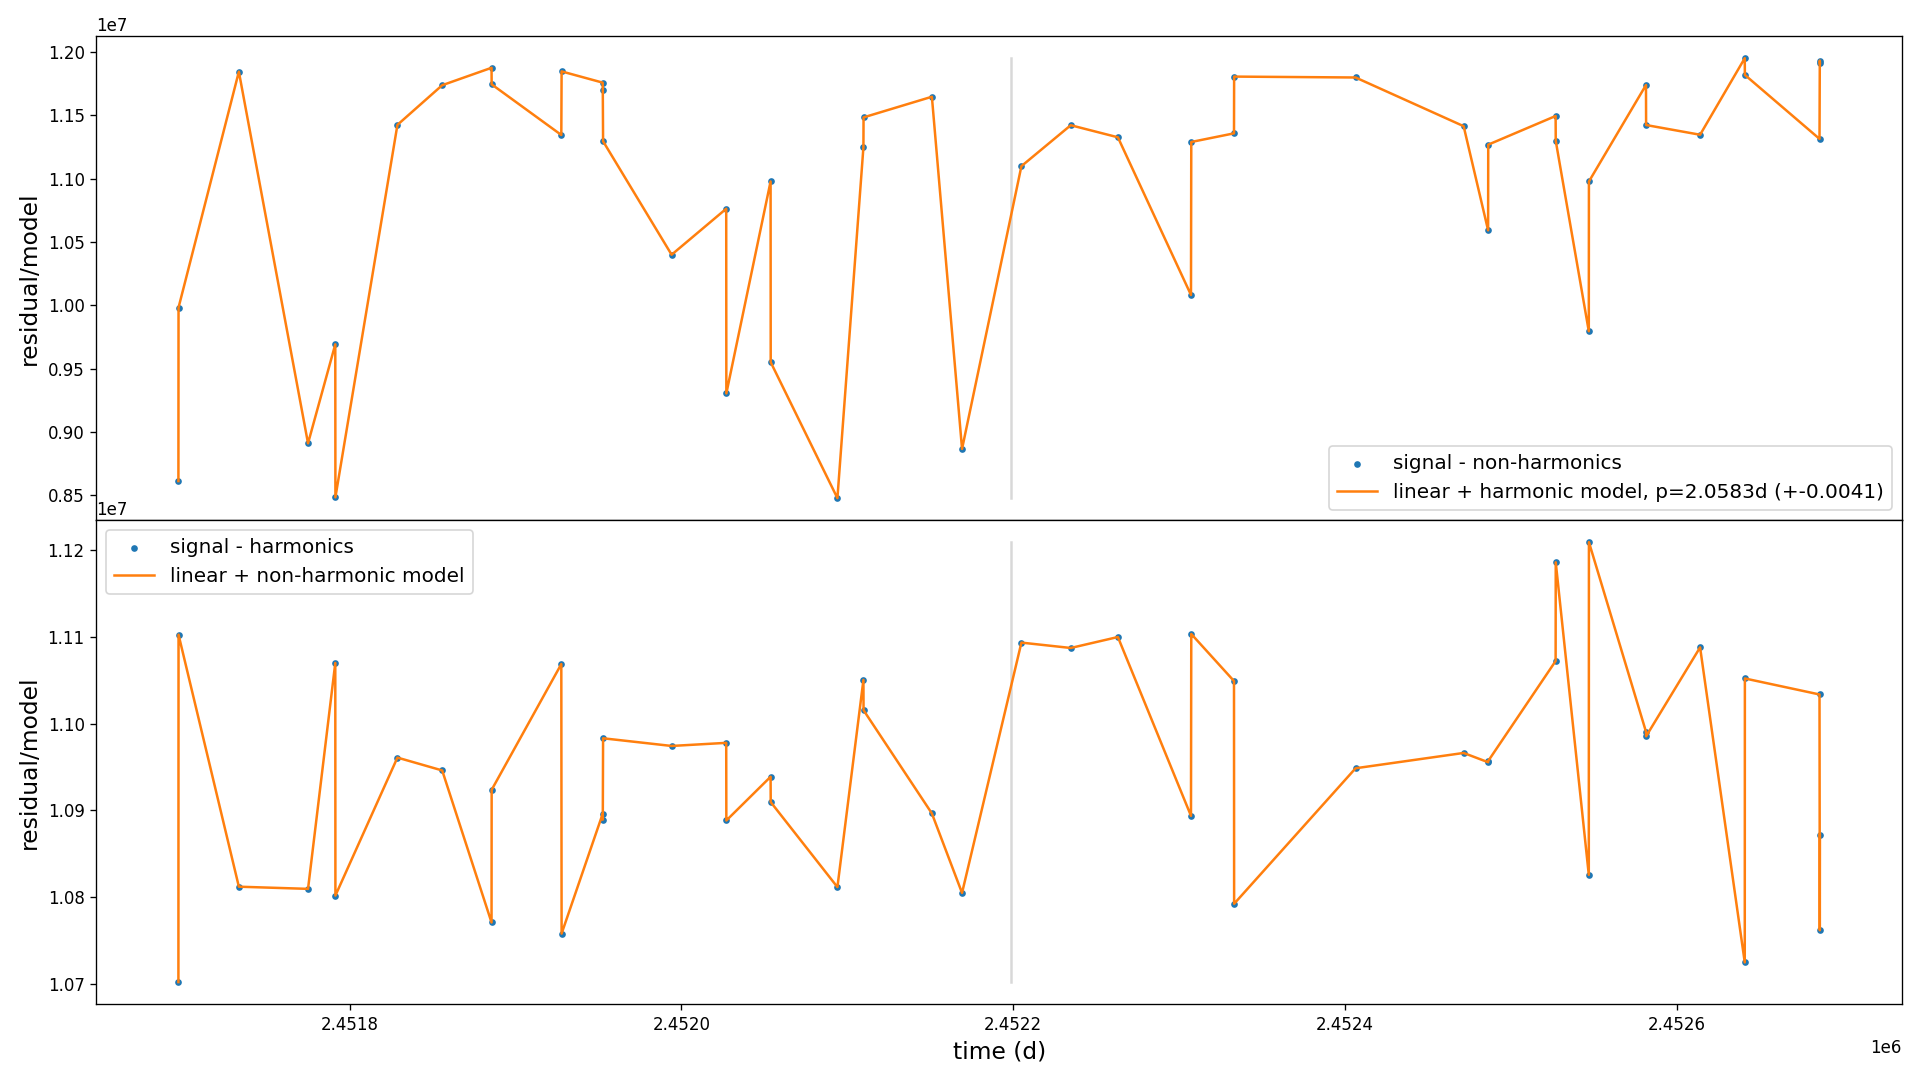 1e7
1.20
1.15
1.10
1.05
1.00
0.95
0.90
0.85
residual/model
signal - non-harmonics
linear + harmonic model, p=2.0583d (+-0.0041)
1e7
1.12
1.11
1.10
1.09
1.08
1.07
residual/model
signal - harmonics
linear + non-harmonic model
2.4518 2.4520 2.4522 2.4524 2.4526
1e6
time (d)